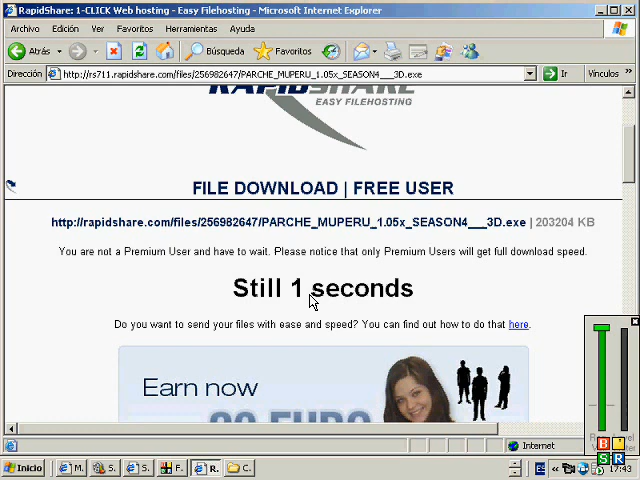 RapidShare: 1-CLICK Web hosting - Easy Filehosting - Microsoft Internet Explorer
Archivo Edición Ver Favoritos Herramientas Ayuda
Atrás Búsqueda Favoritos
Dirección http://rs711.rapidshare.com/files/256982647/PARCHE_MUPERU_1.05x_SEASON4___3D.exe Ir Vínculos »
RAPIDSHARE
EASY FILEHOSTING
FILE DOWNLOAD | FREE USER
http://rapidshare.com/files/256982647/PARCHE_MUPERU_1.05x_SEASON4___3D.exe | 203204 KB
You are not a Premium User and have to wait. Please notice that only Premium Users will get full download speed.
Still 1 seconds
Do you want to send your files with ease and speed? You can find out how to do that here.
Earn now
Internet
B
S R
Inicio M. S. S. F. R. C. ES « 17:43